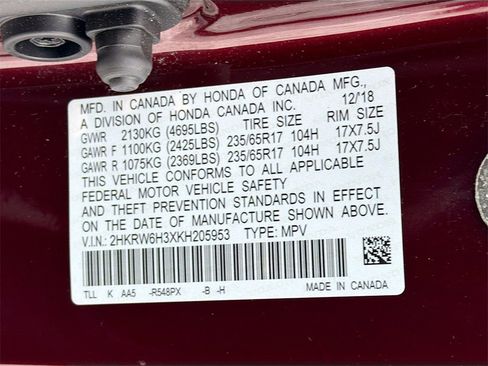 MFD. IN CANADA BY HONDA OF CANADA MFG.,
A DIVISION OF HONDA CANADA INC. 12/18
GVWR 2130KG (4695LBS) TIRE SIZE RIM SIZE
GAWR F 1100KG (2425LBS) 235/65R17 104H 17X7.5J
GAWR R 1075KG (2369LBS) 235/65R17 104H 17X7.5J
THIS VEHICLE CONFORMS TO ALL APPLICABLE
FEDERAL MOTOR VEHICLE SAFETY
AND THEFT PREVENTION STANDARDS IN EFFECT
ON THE DATE OF MANUFACTURE SHOWN ABOVE.
V.I.N.: 2HKRW6H3XKH205953 TYPE: MPV
TLL K AA5 -R548PX -B -H MADE IN CANADA